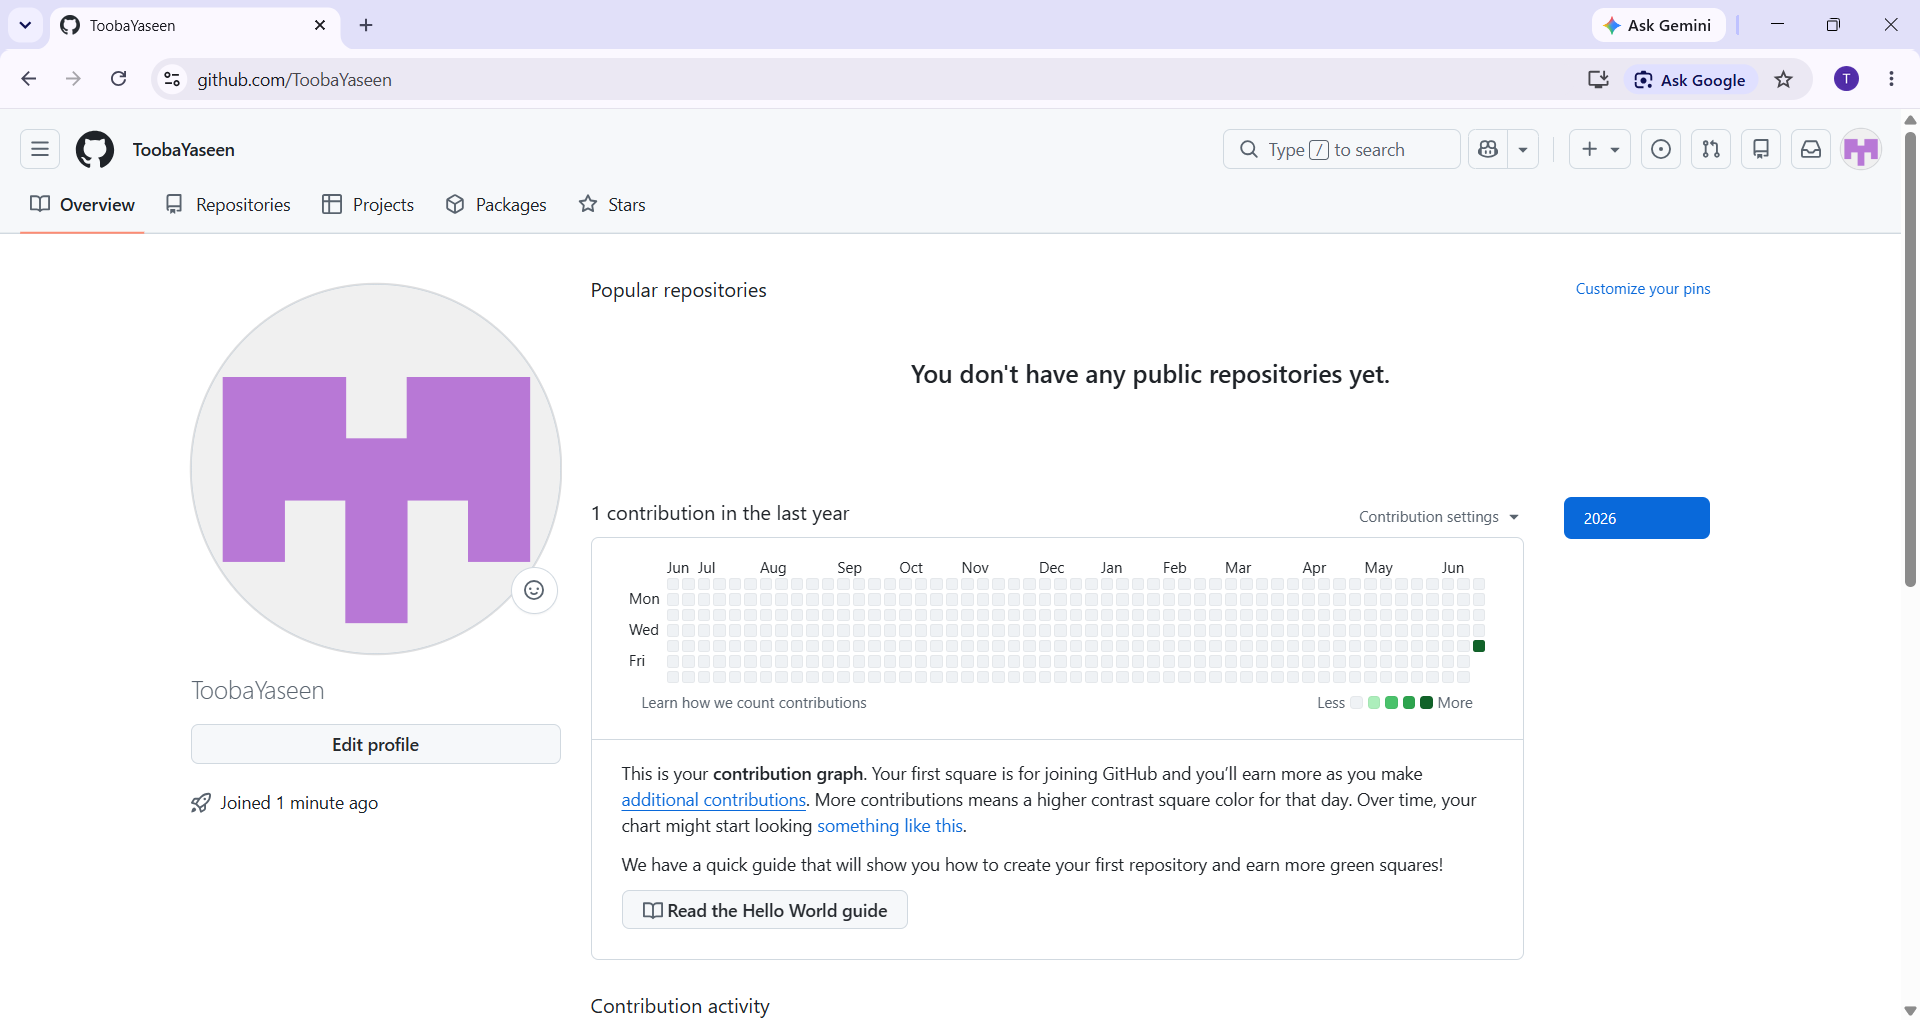 ToobaYaseen
Ask Gemini
github.com/ToobaYaseen
Ask Google
T
ToobaYaseen
Type / to search
Overview
Repositories
Projects
Packages
Stars
Popular repositories
Customize your pins
You don't have any public repositories yet.
1 contribution in the last year
Contribution settings
2026
Jun Jul Aug Sep Oct Nov Dec Jan Feb Mar Apr May Jun
Mon
Wed
Fri
Learn how we count contributions
Less
More
This is your contribution graph. Your first square is for joining GitHub and you’ll earn more as you make
additional contributions. More contributions means a higher contrast square color for that day. Over time, your
chart might start looking something like this.
We have a quick guide that will show you how to create your first repository and earn more green squares!
Read the Hello World guide
ToobaYaseen
Edit profile
Joined 1 minute ago
Contribution activity